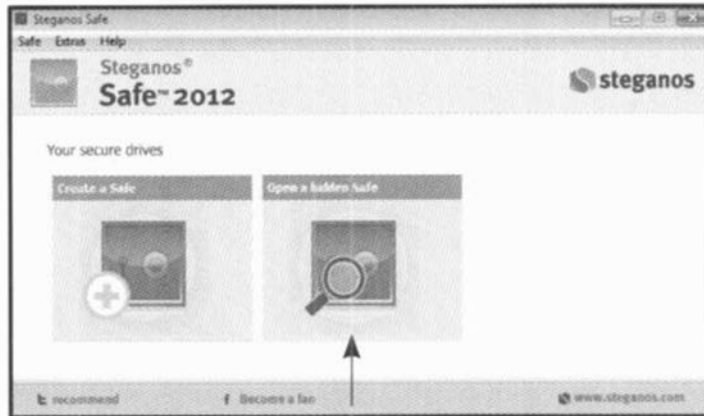 Steganos Safe
Safe Extras Help
Steganos®
Safe™ 2012
steganos
Your secure drives
Create a Safe
Open a hidden Safe
recommend
Become a fan
www.steganos.com